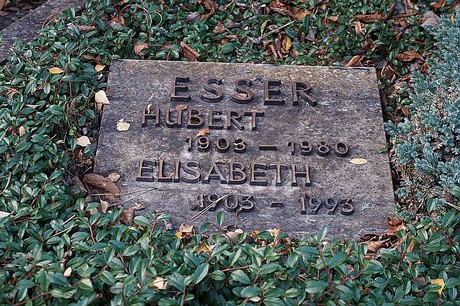 ESSER
HUBERT
1903 – 1980
ELISABETH
1903 – 1993